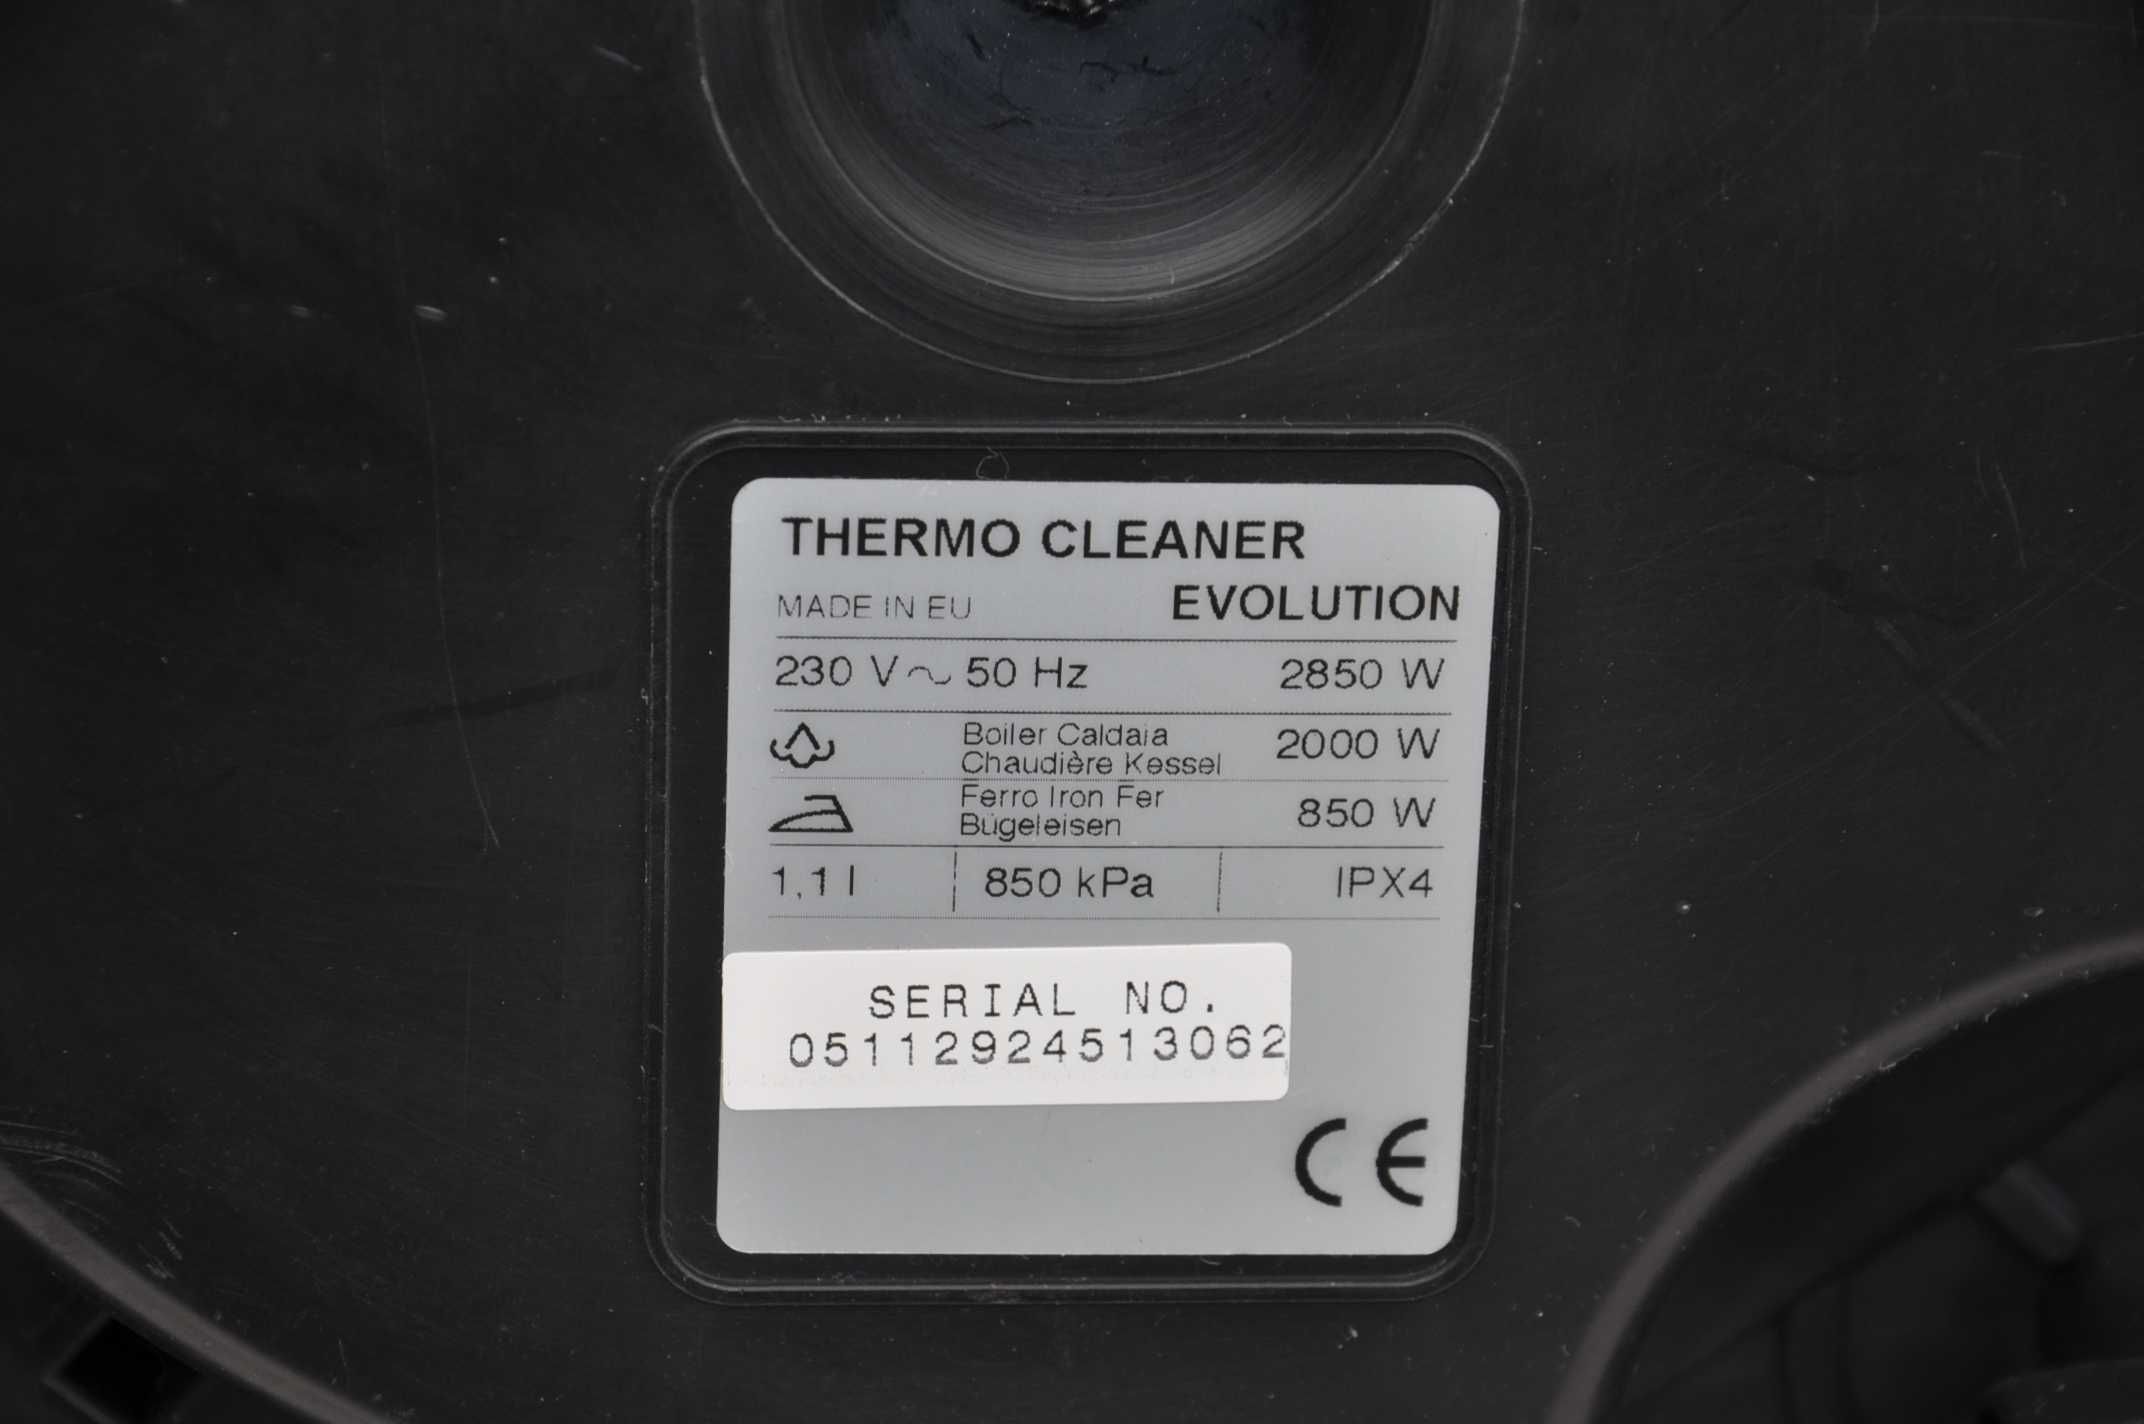 THERMO CLEANER
MADE IN EU EVOLUTION
230 V ~ 50 Hz 2850 W
Boiler Caldaia
Chaudière Kessel 2000 W
Ferro Iron Fer
Bügeleisen 850 W
1,1 l 850 kPa IPX4
SERIAL NO.
05112924513062
CE